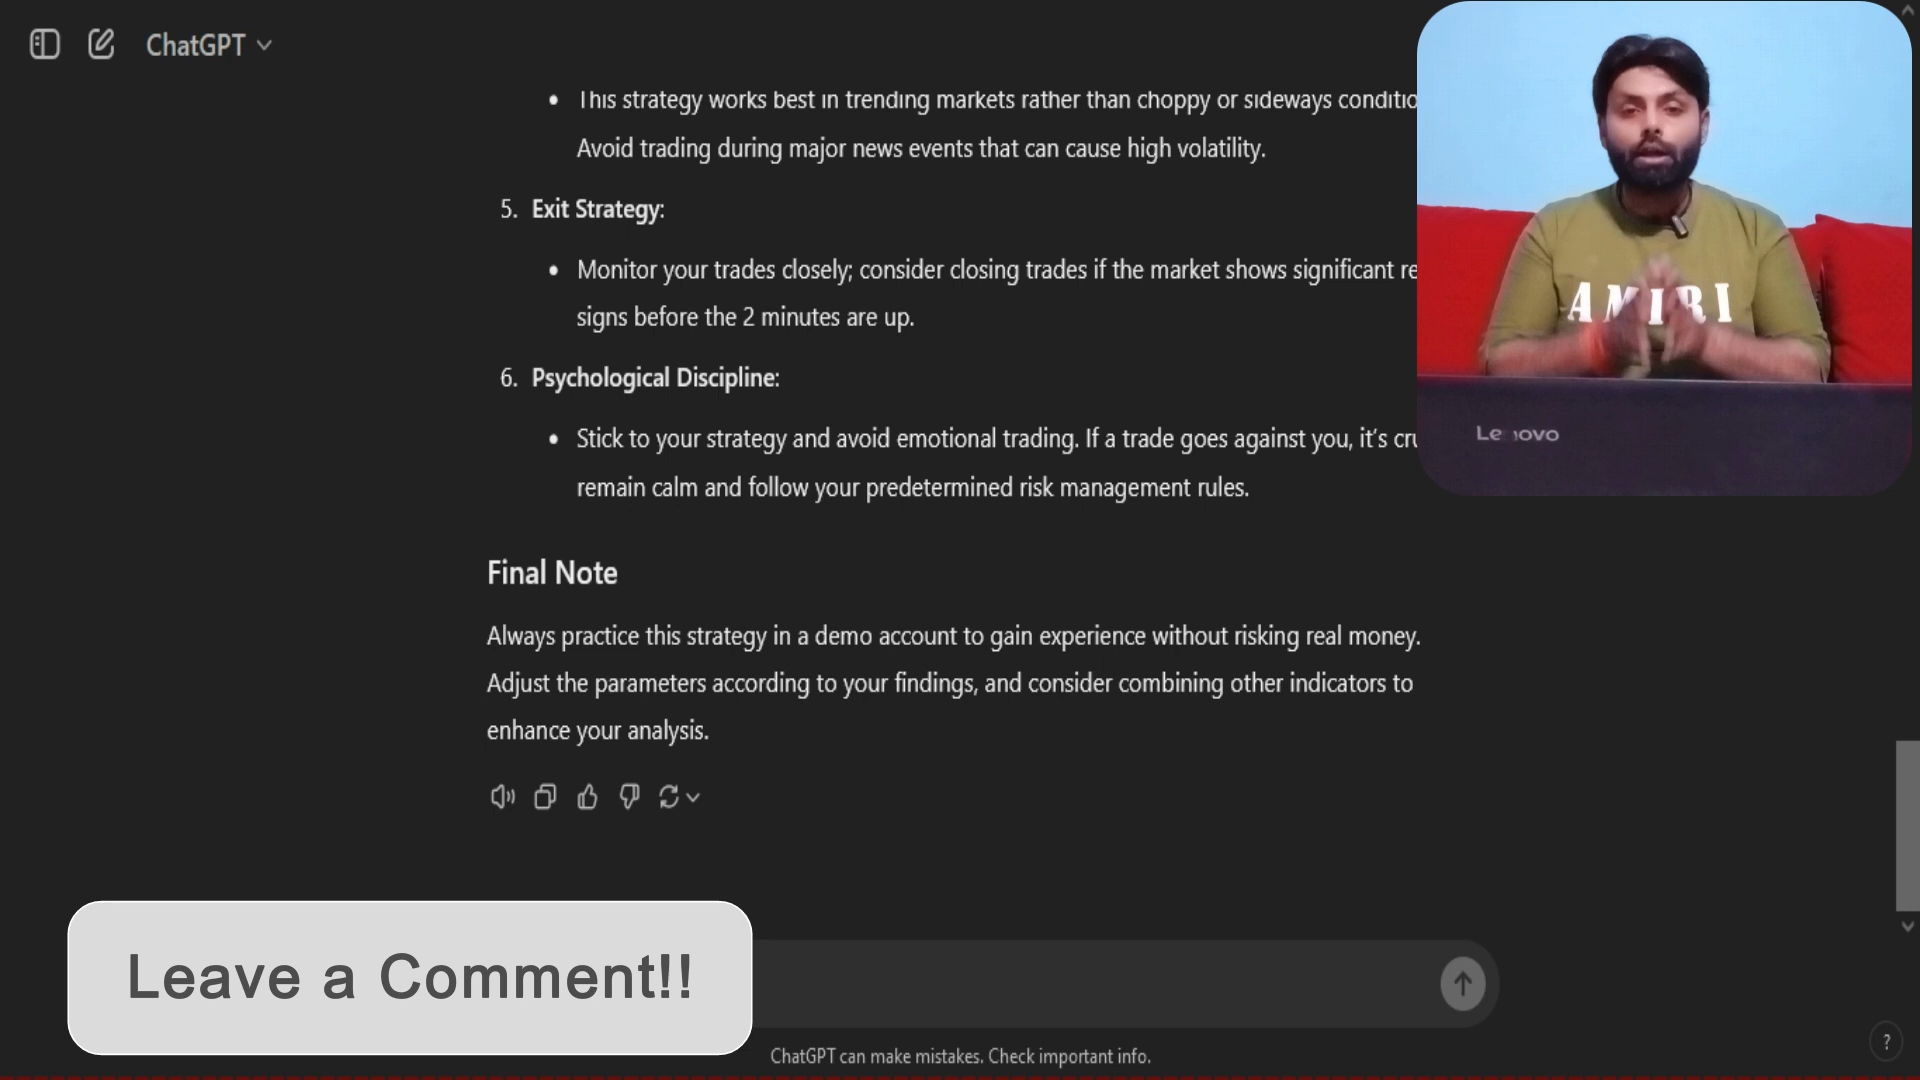 ChatGPT
This strategy works best in trending markets rather than choppy or sideways conditio
Avoid trading during major news events that can cause high volatility.
5. Exit Strategy:
Monitor your trades closely; consider closing trades if the market shows significant re
signs before the 2 minutes are up.
6. Psychological Discipline:
Stick to your strategy and avoid emotional trading. If a trade goes against you, it's cru
remain calm and follow your predetermined risk management rules.
Final Note
Always practice this strategy in a demo account to gain experience without risking real money.
Adjust the parameters according to your findings, and consider combining other indicators to
enhance your analysis.
AMIRI
Lenovo
Leave a Comment!!
ChatGPT can make mistakes. Check important info.
?